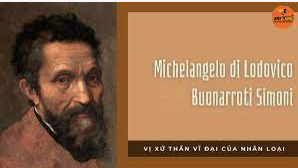 Michelangelo di Lodovico
Buonarroti Simoni
VỊ XỨ THẦN VĨ ĐẠI CỦA NHÂN LOẠI